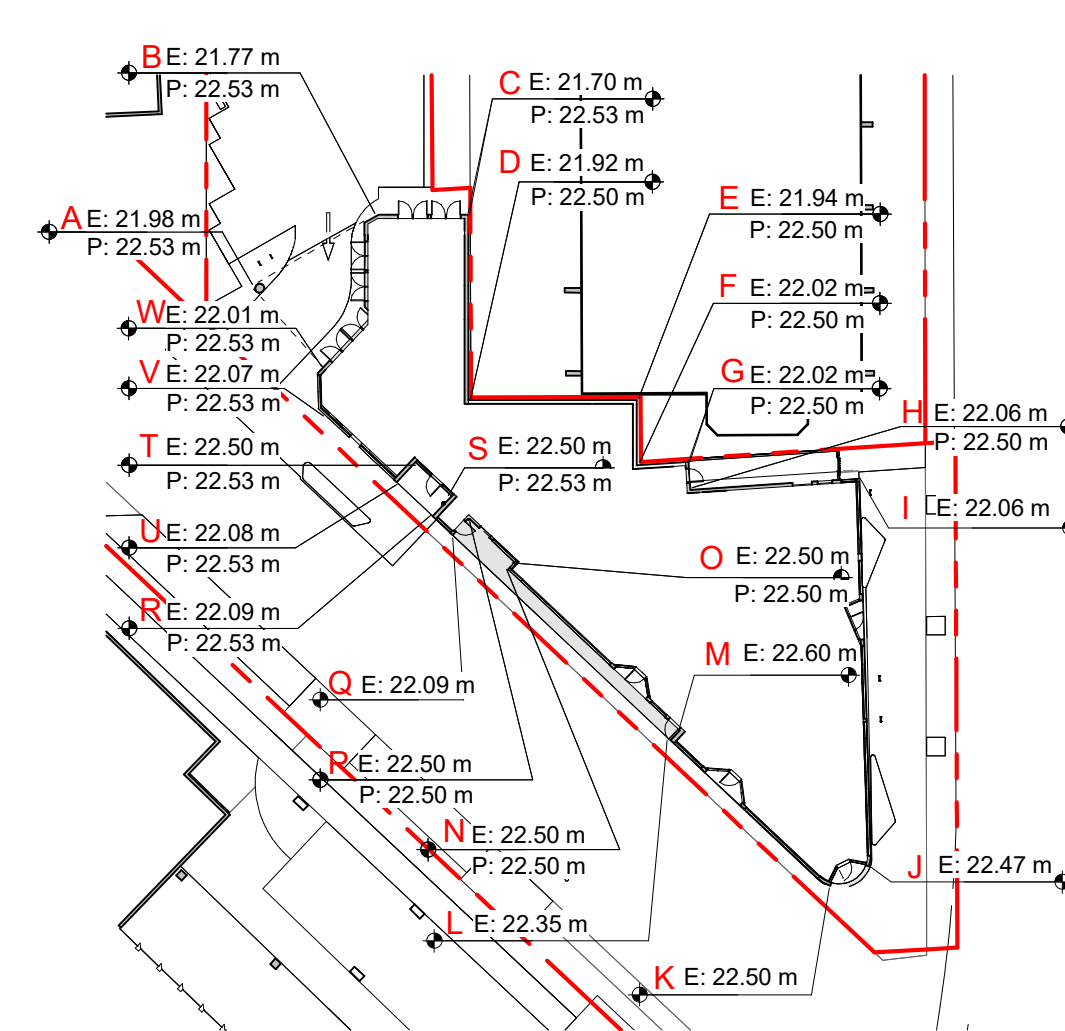 B E: 21.77 m
P: 22.53 m
C E: 21.70 m
P: 22.53 m
D E: 21.92 m
P: 22.50 m
A E: 21.98 m
P: 22.53 m
E E: 21.94 m
P: 22.50 m
F E: 22.02 m
P: 22.50 m
W E: 22.01 m
P: 22.53 m
V E: 22.07 m
P: 22.53 m
G E: 22.02 m
P: 22.50 m
H E: 22.06 m
P: 22.50 m
T E: 22.50 m
P: 22.53 m
S E: 22.50 m
P: 22.53 m
I E: 22.06 m
U E: 22.08 m
P: 22.53 m
O E: 22.50 m
P: 22.50 m
R E: 22.09 m
P: 22.53 m
M E: 22.60 m
Q E: 22.09 m
R E: 22.50 m
P: 22.50 m
N E: 22.50 m
P: 22.50 m
J E: 22.47 m
L E: 22.35 m
K E: 22.50 m